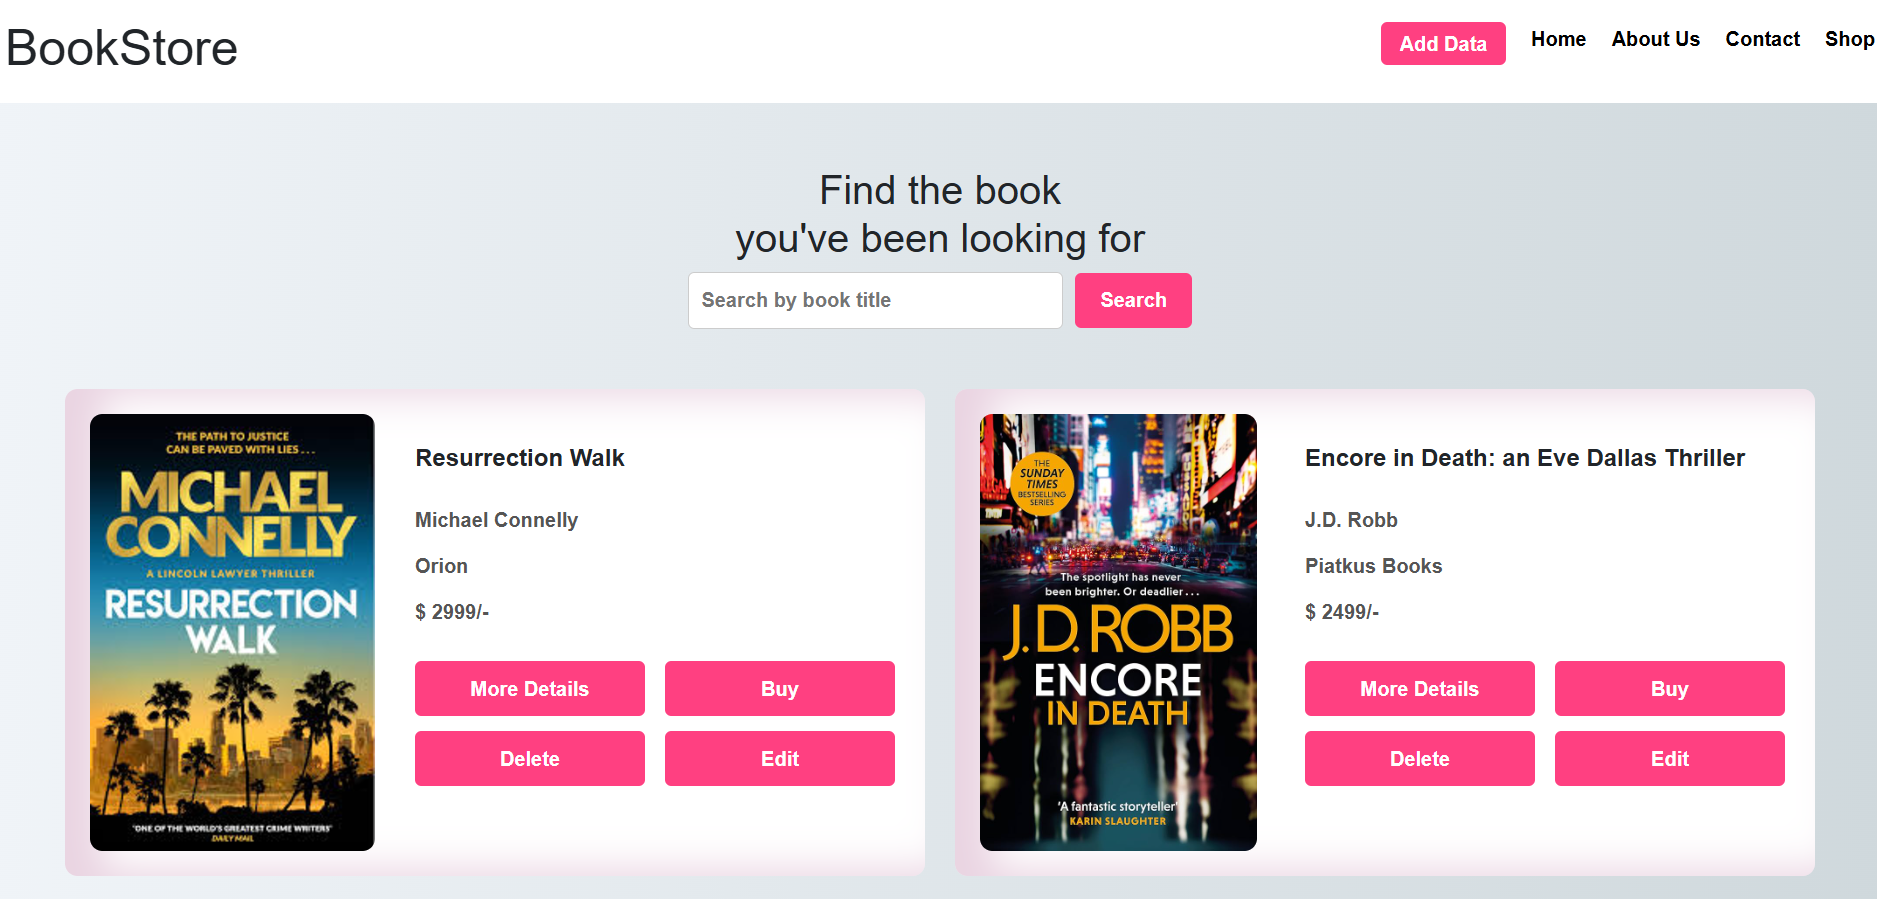 BookStore
Add Data
Home
About Us
Contact
Shop
Find the book
you've been looking for
Search by book title
Search
THE PATH TO JUSTICE
CAN BE PAVED WITH LIES...
MICHAEL
CONNELLY
A LINCOLN LAWYER THRILLER
RESURRECTION
WALK
"ONE OF THE WORLD'S GREATEST CRIME WRITERS"
DAILY MAIL
Resurrection Walk
Michael Connelly
Orion
$ 2999/-
More Details
Buy
Delete
Edit
THE
SUNDAY
TIMES
BESTSELLING
SERIES
The spotlight has never
been brighter. Or deadlier...
J.D. ROBB
ENCORE
IN DEATH
'A fantastic storyteller'
KARIN SLAUGHTER
Encore in Death: an Eve Dallas Thriller
J.D. Robb
Piatkus Books
$ 2499/-
More Details
Buy
Delete
Edit